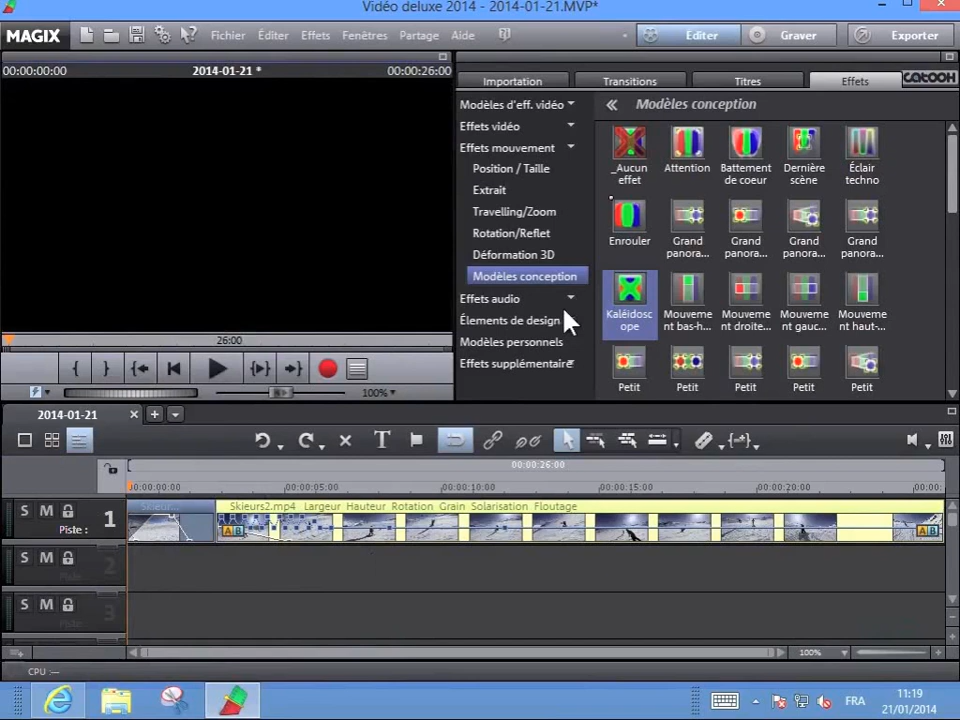 Vidéo deluxe 2014 - 2014-01-21.MVP*
MAGIX
Fichier
Éditer
Effets
Fenêtres
Partage
Aide
Éditer
Graver
Exporter
00:00:00:00
2014-01-21 *
00:00:26:00
Importation
Transitions
Titres
Effets
CATOOH
Modèles d'eff. vidéo
Effets vidéo
Effets mouvement
Position / Taille
Extrait
Travelling/Zoom
Rotation/Reflet
Déformation 3D
Modèles conception
Effets audio
Élements de design
Modèles personnels
Effets supplémentaire
Modèles conception
_Aucun effet
Attention
Battement de coeur
Dernière scène
Éclair techno
Enrouler
Grand panora...
Grand panora...
Grand panora...
Grand panora...
Kaléidoscope
Mouvement bas-h...
Mouvement droite...
Mouvement gauc...
Mouvement haut-...
Petit
Petit
Petit
Petit
Petit
26:00
100%
2014-01-21
00:00:26:00
00:00:00:00
00:00:05:00
00:00:10:00
00:00:15:00
00:00:20:00
00:00:
S M
Piste :
1
Skieurs2.mp4 Largeur Hauteur Rotation Grain Solarisation Floutage
A B
A B
S M
Piste :
2
S M
Piste :
3
100%
CPU :—
FRA
11:19
21/01/2014